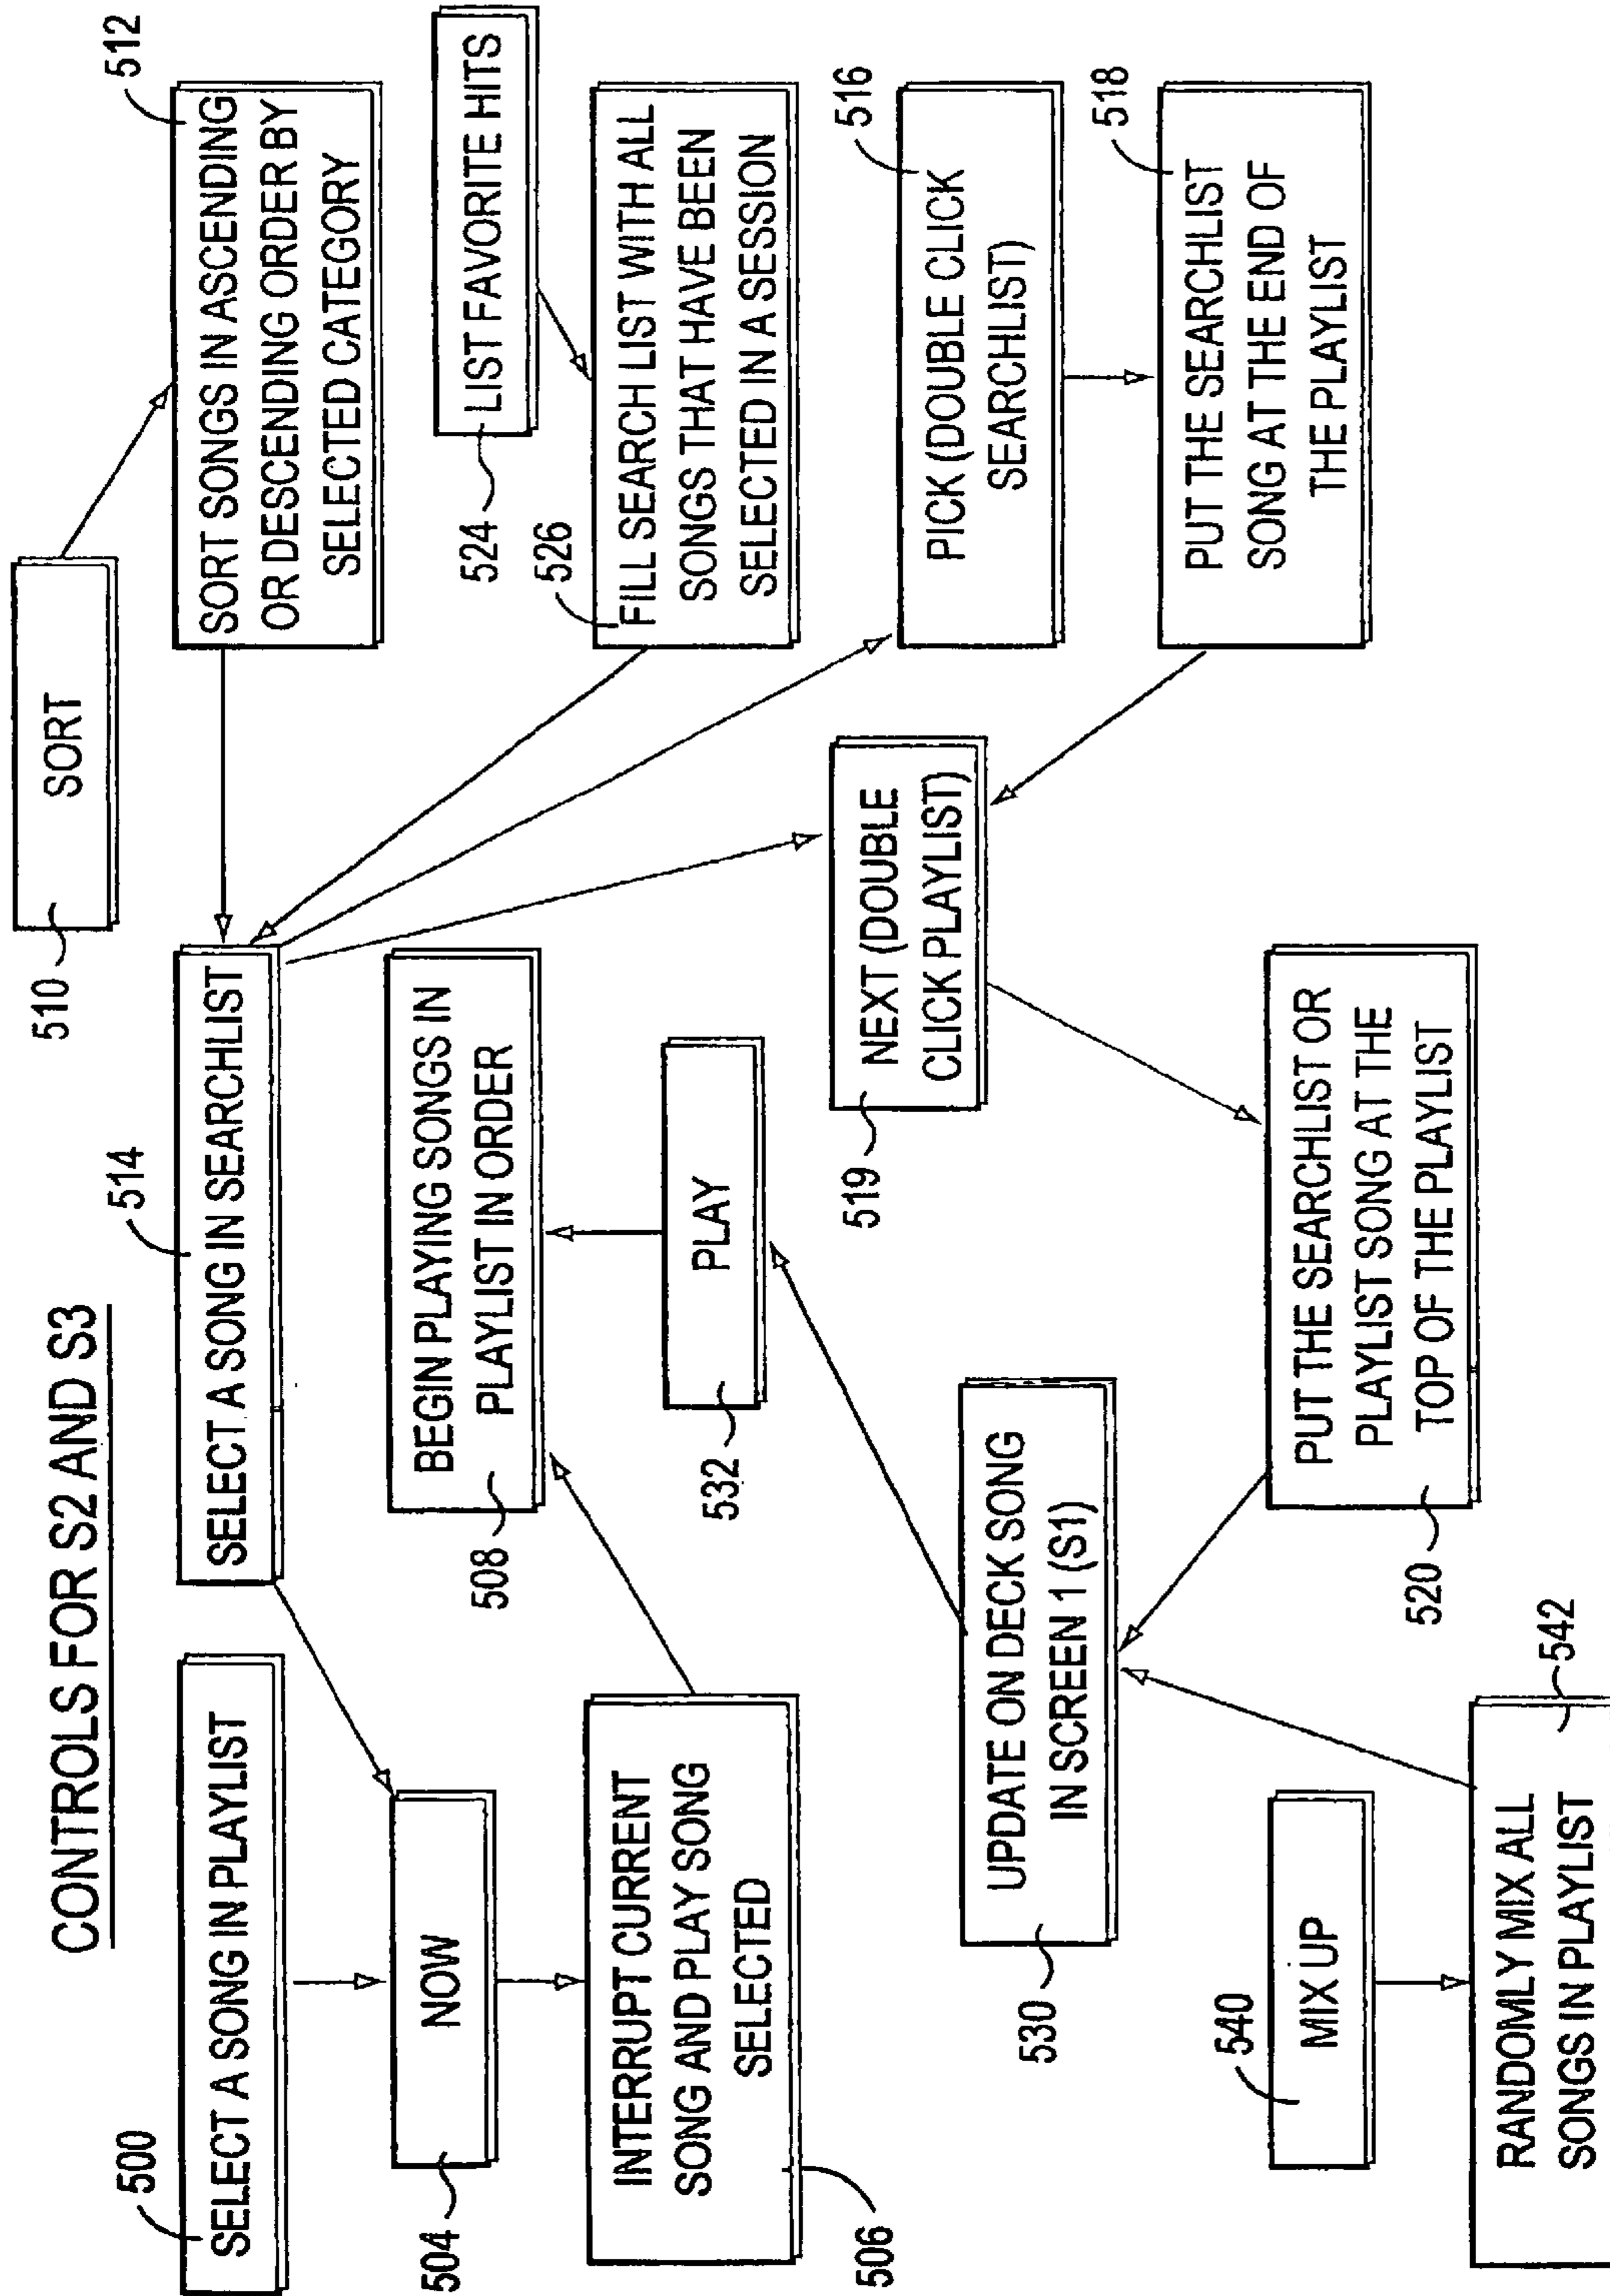 CONTROLS FOR S2 AND S3
500
SELECT A SONG IN PLAYLIST
504
NOW
506
INTERRUPT CURRENT
SONG AND PLAY SONG
SELECTED
514
SELECT A SONG IN SEARCHLIST
508
BEGIN PLAYING SONGS IN
PLAYLIST IN ORDER
532
PLAY
510
SORT
512
SORT SONGS IN ASCENDING
OR DESCENDING ORDER BY
SELECTED CATEGORY
524
LIST FAVORITE HITS
526
FILL SEARCH LIST WITH ALL
SONGS THAT HAVE BEEN
SELECTED IN A SESSION
516
PICK (DOUBLE CLICK
SEARCHLIST)
518
PUT THE SEARCHLIST
SONG AT THE END OF
THE PLAYLIST
519
NEXT (DOUBLE
CLICK PLAYLIST)
520
PUT THE SEARCHLIST OR
PLAYLIST SONG AT THE
TOP OF THE PLAYLIST
530
UPDATE ON DECK SONG
IN SCREEN 1 (S1)
540
MIX UP
542
RANDOMLY MIX ALL
SONGS IN PLAYLIST